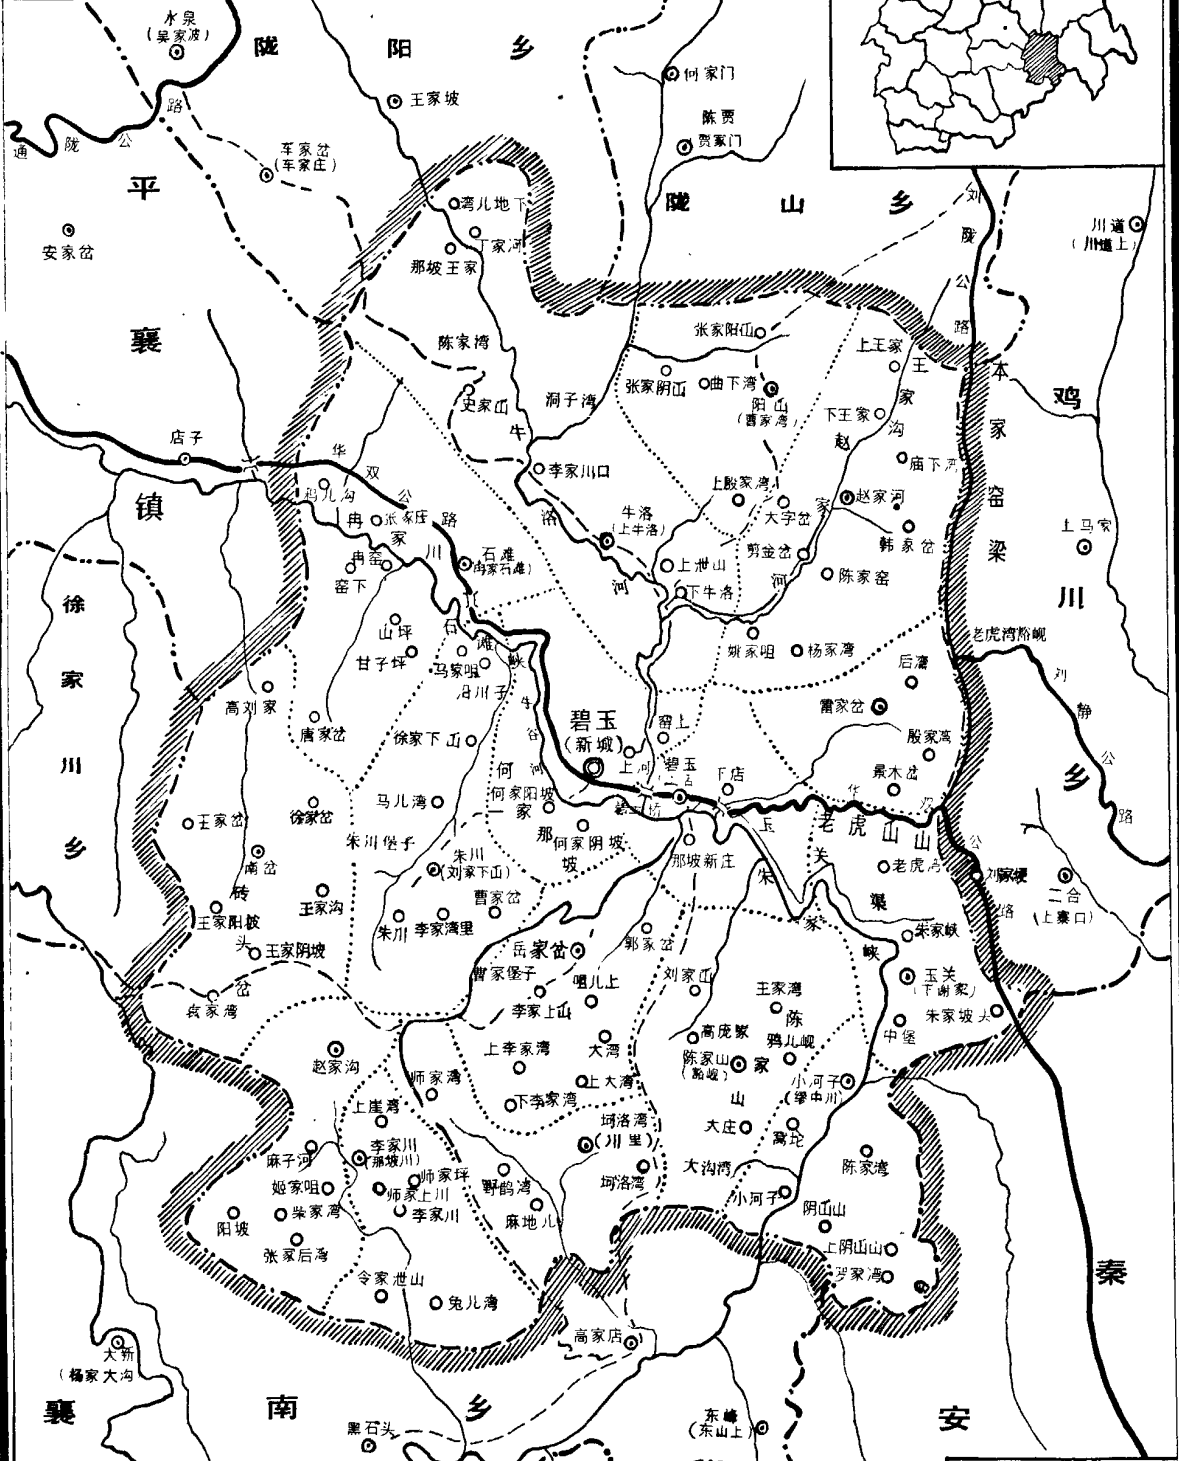 水泉
(吴家波)
陇阳乡
何家门
王家坡
陈贾
贾家门
通陇公路
车家岔
(车家庄)
平
襄
镇
安家岔
湾儿地下
丁家河
那坡王家
陇山乡
刘陇公路
川道
(川道上)
陈家湾
史家山
洞子湾
张家阳山
张家阴山
曲下湾
阳山
(曹家湾)
上王家
王家沟
下王家
庙下湾
本家窑梁
鸡川乡
店子
华双公路
李家川口
牛洛河
上殷家湾
大字岔
赵家河
赵家河
韩家岔
上马家
冉家川
张家庄
冉窑
窑下
石滩
(冉家石滩)
牛洛
(上牛洛)
上泄山
下牛洛
剪金岔
陈家窑
徐家川乡
山坪
甘子坪
石滩峡
马家咀
沿川子
姚家咀
杨家湾
老虎湾豁岘
后湾
雷家岔
殷家湾
景木岔
刘静公路
高刘家
唐家岔
徐家下山
碧玉
(新城)
窑上
碧玉
下店
牛谷河
何家坡
何家阳坡
何家阴坡
那
王家岔
徐家岔
马儿湾
朱川堡子
朱川
(刘家下山)
南岔
王家沟
王家阳坡
砖头岔
王家阴坡
朱川
李家湾里
曹家岔
那坡新庄
玉关
老虎山山梁
华双公路
老虎湾
刘家埂
二合
(上寨口)
朱家峡
朱家峡
玉关
(下谢家)
朱家坡头
中堡
袁家湾
岳家岔
郭家岔
曹家堡子
李家上山
咀儿上
刘家山
王家湾
高庞家
鸦儿岘
陈家山
陈家山
(豁岘)
小河子
(缪中川)
赵家沟
师家湾
上李家湾
大湾
上大湾
下李家湾
上崖湾
坷洛湾
(川里)
大庄
窝坨
陈家湾
麻子河
李家川
(那坡川)
姬家咀
师家坪
师家上川
野鹊湾
坷洛湾
大沟湾
小河子
阳坡
柴家湾
李家川
麻地儿
阴山山
张家后湾
上阴山山
罗家湾
令家泄山
兔儿湾
高家店
大新
(杨家大沟
襄南乡
黑石头
东峰
(东山上)
秦安